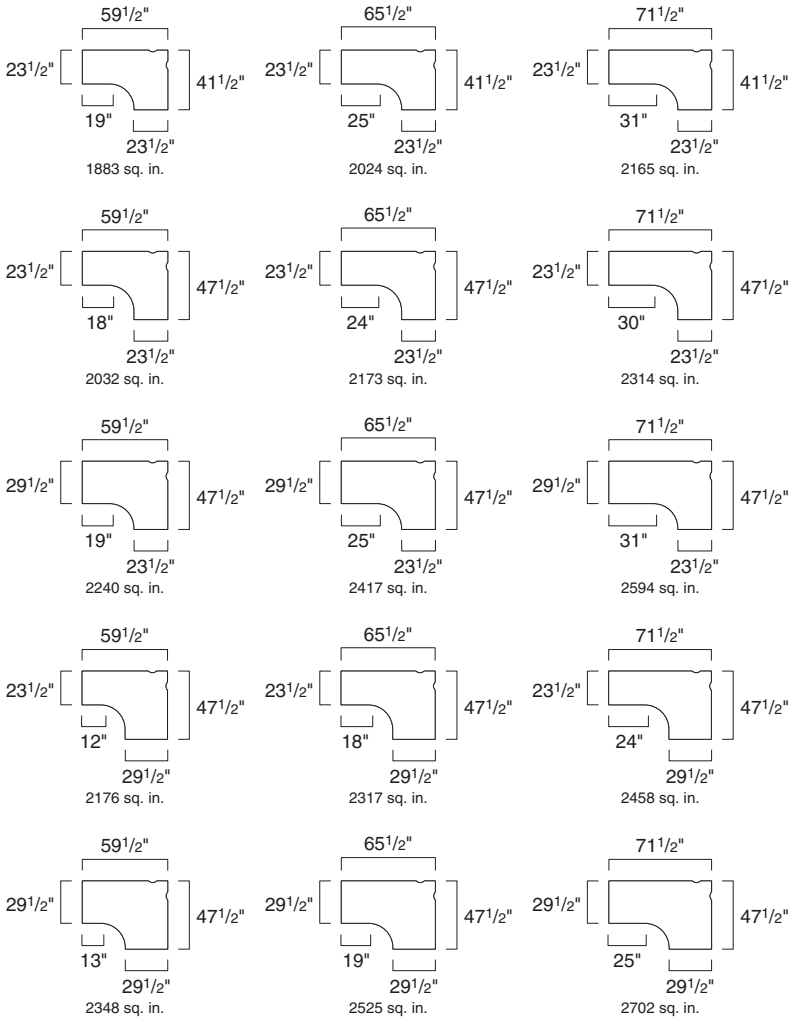 59 1/2" 65 1/2" 71 1/2"
23 1/2" 41 1/2" 23 1/2" 41 1/2" 23 1/2" 41 1/2"
19" 25" 31"
23 1/2" 23 1/2" 23 1/2"
1883 sq. in. 2024 sq. in. 2165 sq. in.
59 1/2" 65 1/2" 71 1/2"
23 1/2" 47 1/2" 23 1/2" 47 1/2" 23 1/2" 47 1/2"
18" 24" 30"
23 1/2" 23 1/2" 23 1/2"
2032 sq. in. 2173 sq. in. 2314 sq. in.
59 1/2" 65 1/2" 71 1/2"
29 1/2" 47 1/2" 29 1/2" 47 1/2" 29 1/2" 47 1/2"
19" 25" 31"
23 1/2" 23 1/2" 23 1/2"
2240 sq. in. 2417 sq. in. 2594 sq. in.
59 1/2" 65 1/2" 71 1/2"
23 1/2" 47 1/2" 23 1/2" 47 1/2" 23 1/2" 47 1/2"
12" 18" 24"
29 1/2" 29 1/2" 29 1/2"
2176 sq. in. 2317 sq. in. 2458 sq. in.
59 1/2" 65 1/2" 71 1/2"
29 1/2" 47 1/2" 29 1/2" 47 1/2" 29 1/2" 47 1/2"
13" 19" 25"
29 1/2" 29 1/2" 29 1/2"
2348 sq. in. 2525 sq. in. 2702 sq. in.